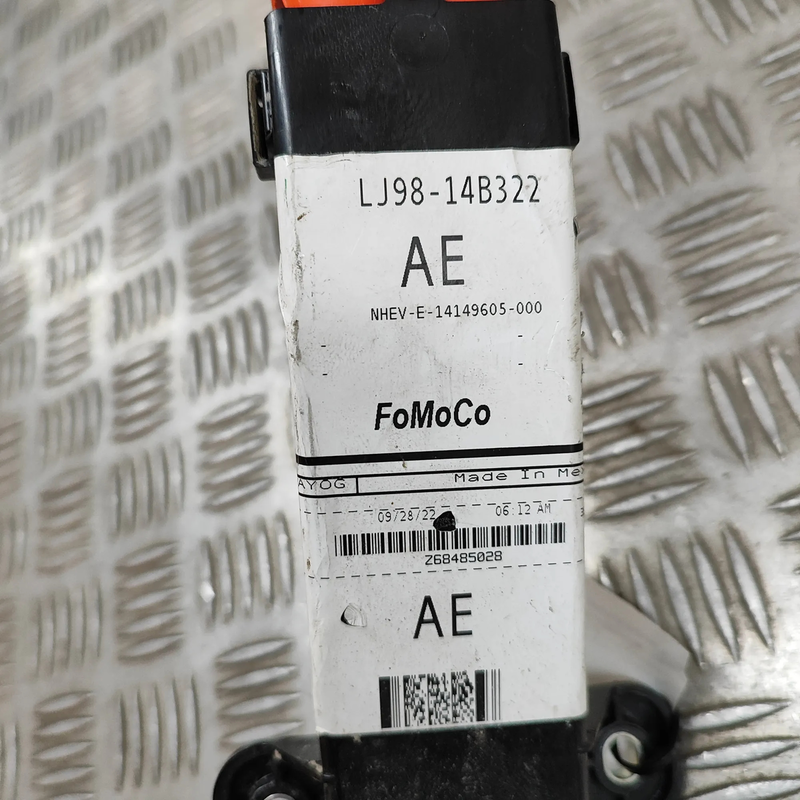 LJ98-14B322
AE
NHEV-E-14149605-000
- -
- -
FoMoCo
AYOG Made In Me
09/28/22 06:12 AM 3
Z68485028
AE